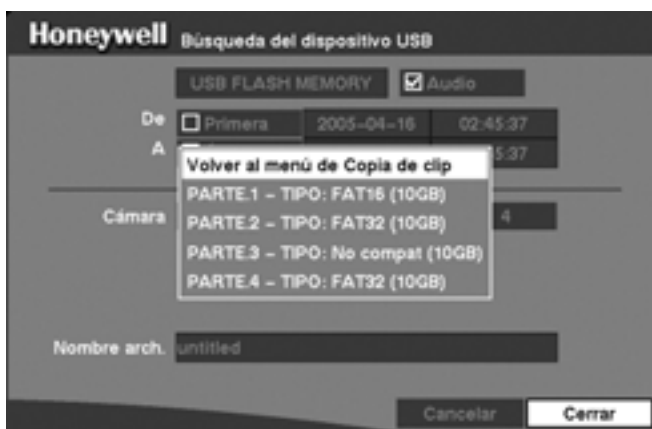 Honeywell Búsqueda del dispositivo USB
USB FLASH MEMORY Audio
De Primera 2005-04-16 02:45:37
A 5:37
Volver al menú de Copia de clip
PARTE.1 - TIPO: FAT16 (10GB)
PARTE.2 - TIPO: FAT32 (10GB)
Cámara 4
PARTE.3 - TIPO: No compat (10GB)
PARTE.4 - TIPO: FAT32 (10GB)
Nombre arch. untitled
Cancelar Cerrar